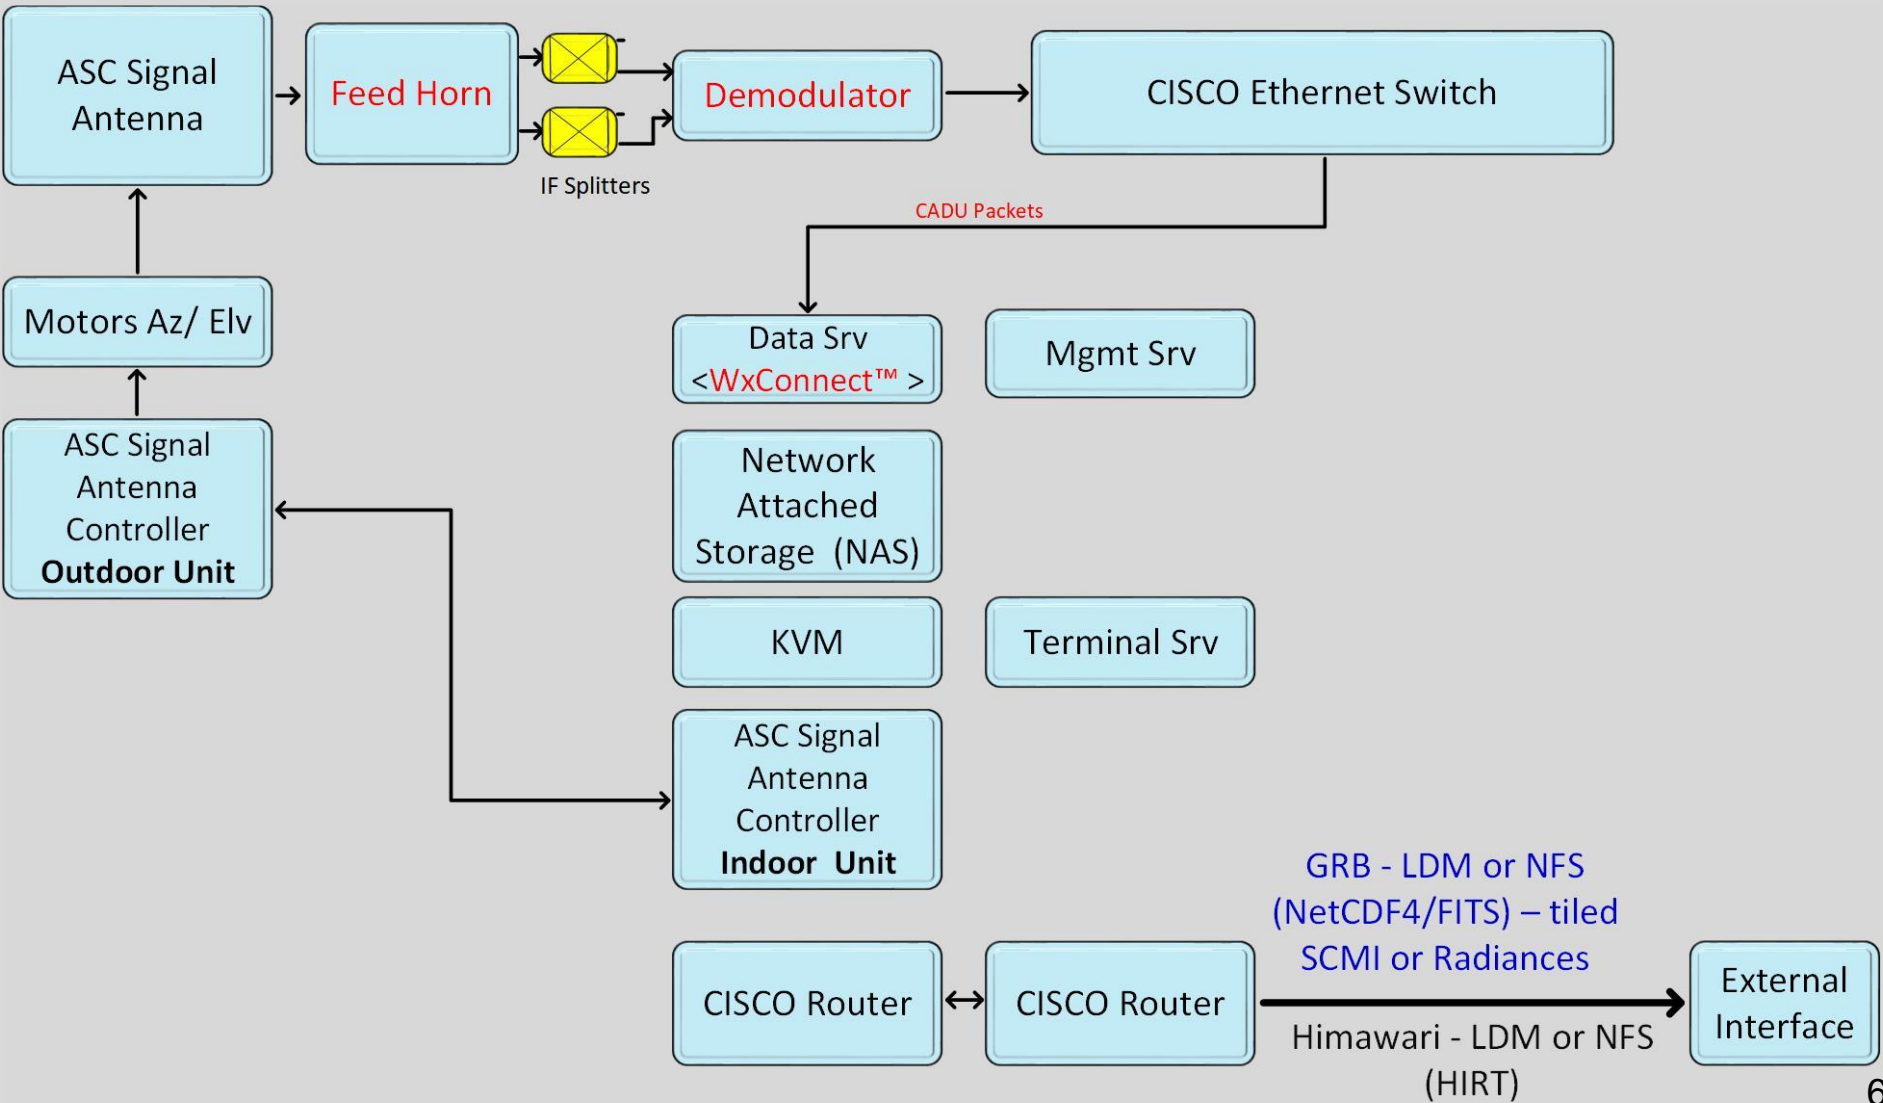 ASC Signal
Antenna
Feed Horn
Demodulator
CISCO Ethernet Switch
IF Splitters
CADU Packets
Motors Az/ Elv
Data Srv
<WxConnect™ >
Mgmt Srv
ASC Signal
Antenna
Controller
Outdoor Unit
Network
Attached
Storage (NAS)
KVM
Terminal Srv
ASC Signal
Antenna
Controller
Indoor Unit
GRB - LDM or NFS
(NetCDF4/FITS) – tiled
SCMI or Radiances
CISCO Router
CISCO Router
External
Interface
Himawari - LDM or NFS
(HIRT)
6